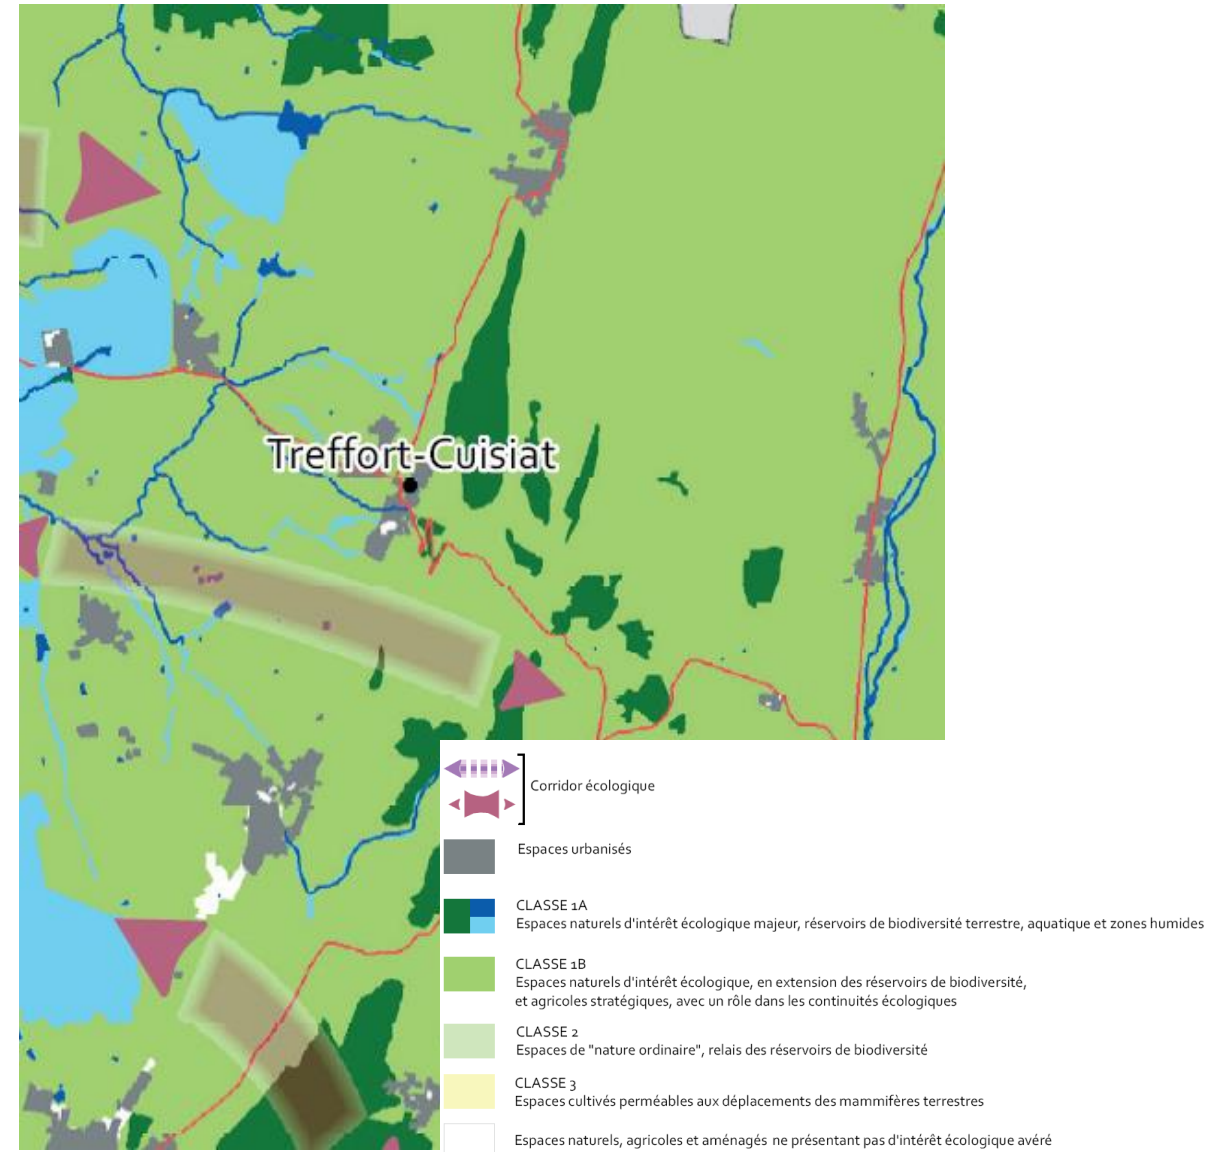 Treffort-Cuisiat
Corridor écologique
Espaces urbanisés
CLASSE 1A
Espaces naturels d'intérêt écologique majeur, réservoirs de biodiversité terrestre, aquatique et zones humides
CLASSE 1B
Espaces naturels d'intérêt écologique, en extension des réservoirs de biodiversité,
et agricoles stratégiques, avec un rôle dans les continuités écologiques
CLASSE 2
Espaces de "nature ordinaire", relais des réservoirs de biodiversité
CLASSE 3
Espaces cultivés perméables aux déplacements des mammifères terrestres
Espaces naturels, agricoles et aménagés ne présentant pas d'intérêt écologique avéré